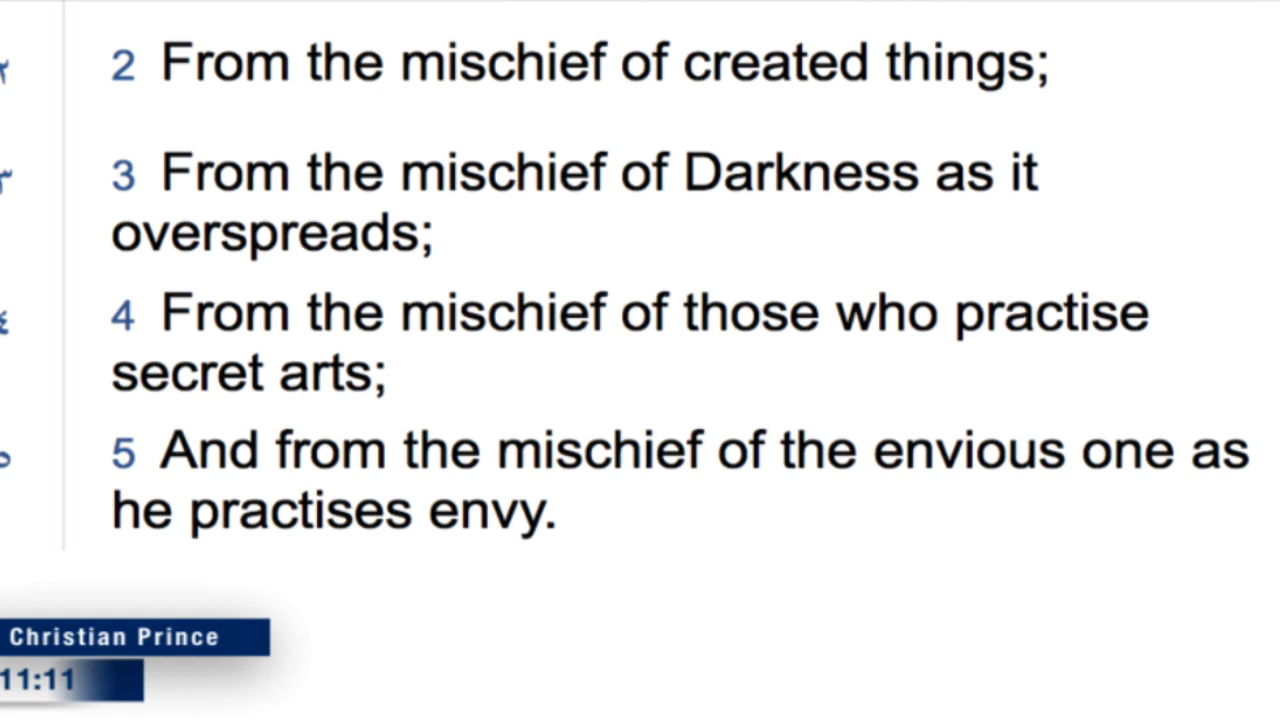 2 From the mischief of created things;
3 From the mischief of Darkness as it
overspreads;
4 From the mischief of those who practise
secret arts;
5 And from the mischief of the envious one as
he practises envy.
Christian Prince
11:11